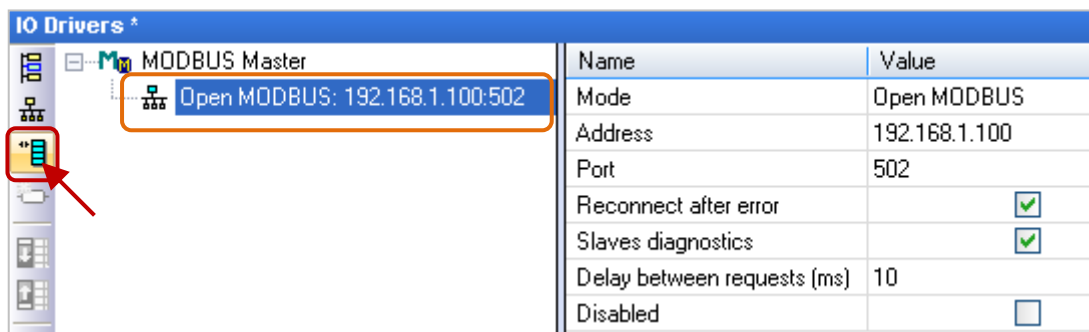 IO Drivers *
MODBUS Master
Open MODBUS: 192.168.1.100:502
Name Value
Mode Open MODBUS
Address 192.168.1.100
Port 502
Reconnect after error
Slaves diagnostics
Delay between requests (ms) 10
Disabled